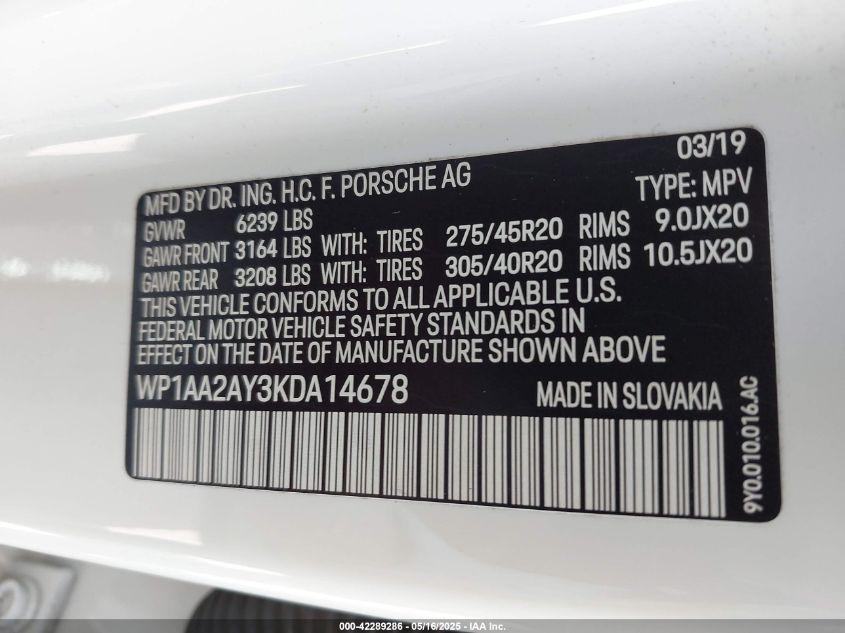 03/19
MFD BY DR. ING. H.C. F. PORSCHE AG
TYPE: MPV
GVWR 6239 LBS
GAWR FRONT 3164 LBS WITH: TIRES 275/45R20 RIMS 9.0JX20
GAWR REAR 3208 LBS WITH: TIRES 305/40R20 RIMS 10.5JX20
THIS VEHICLE CONFORMS TO ALL APPLICABLE U.S.
FEDERAL MOTOR VEHICLE SAFETY STANDARDS IN
EFFECT ON THE DATE OF MANUFACTURE SHOWN ABOVE
WP1AA2AY3KDA14678 MADE IN SLOVAKIA
9Y0.010.016.AC
000-42289286 - 05/16/2025 - IAA Inc.